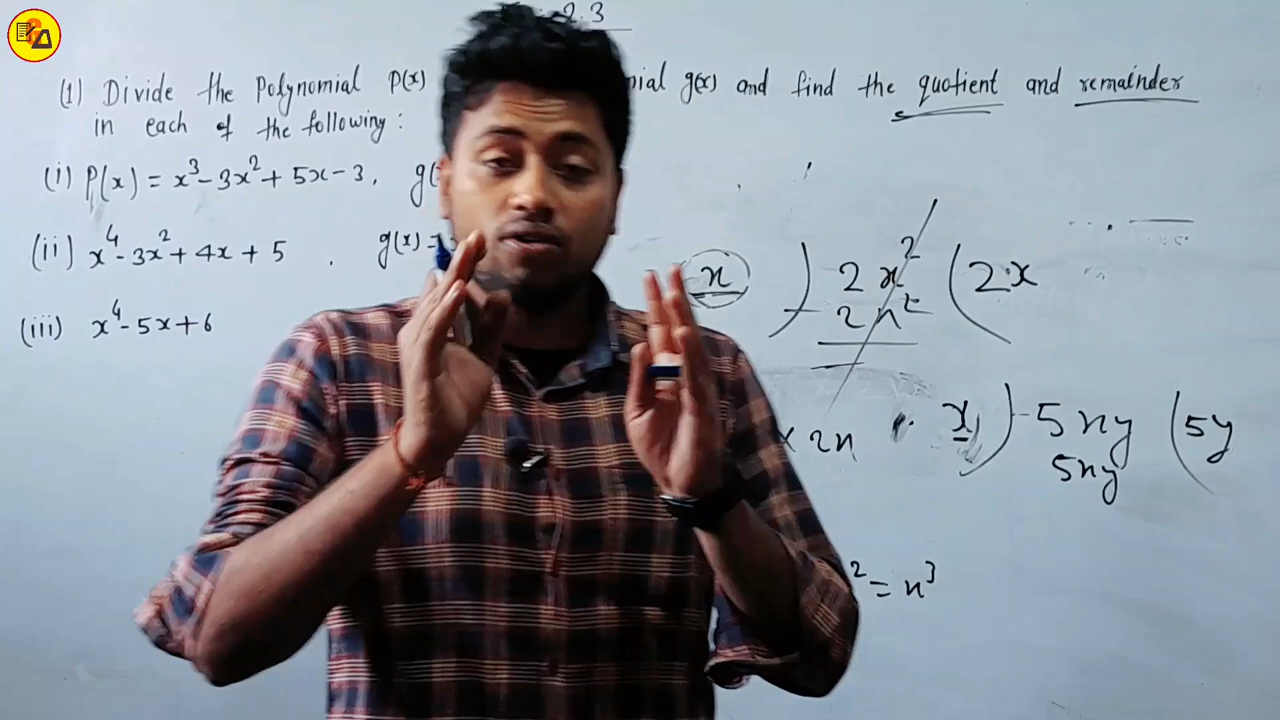 2.3
(1) Divide the Polynomial P(x) g(x) and find the quotient and remainder
in each of the following:
(i) P(x) = x³ - 3x² + 5x - 3,
(ii) x⁴ - 3x² + 4x + 5 g(x) =
(iii) x⁴ - 5x + 6
x ) 2x² ( 2x
2x²
x 2x
x ) 5xy ( 5y
5xy
² = x³